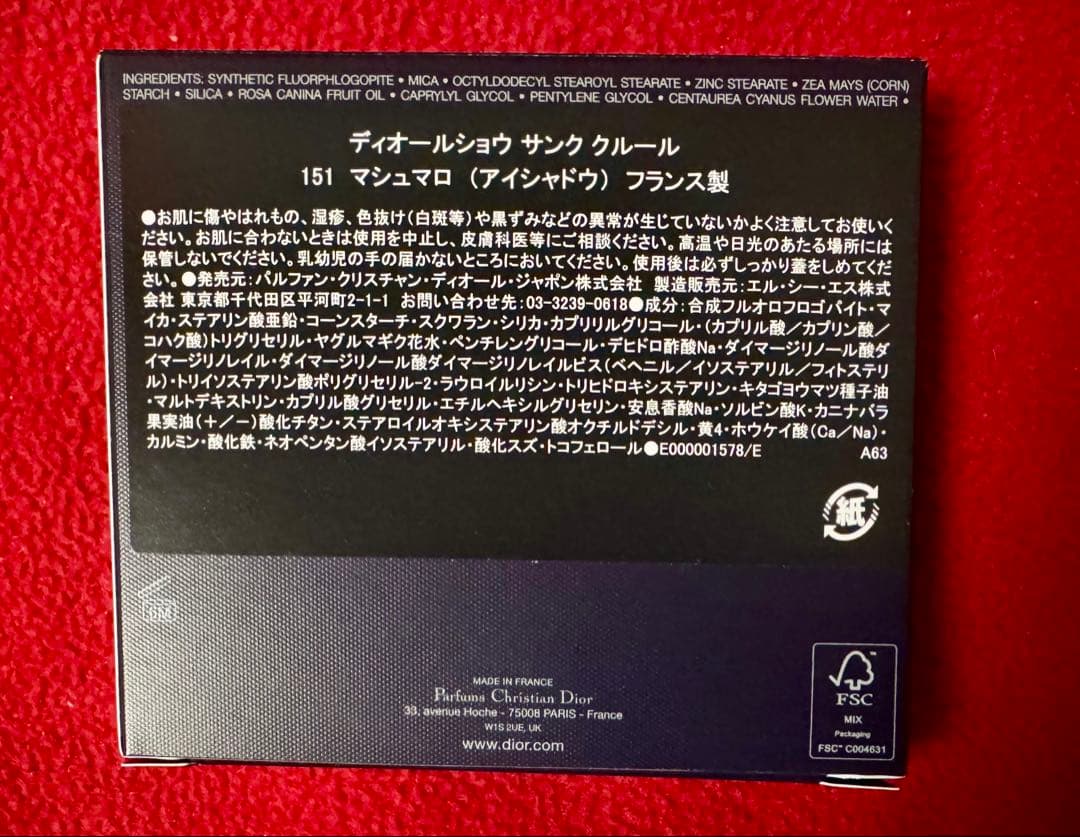 INGREDIENTS: SYNTHETIC FLUORPHLOGOPITE • MICA • OCTYLDODECYL STEAROYL STEARATE • ZINC STEARATE • ZEA MAYS (CORN)
STARCH • SILICA • ROSA CANINA FRUIT OIL • CAPRYLYL GLYCOL • PENTYLENE GLYCOL • CENTAUREA CYANUS FLOWER WATER •
ディオールショウ サンク クルール
151 マシュマロ （アイシャドウ） フランス製
●お肌に傷やはれもの、湿疹、色抜け(白斑等)や黒ずみなどの異常が生じていないかよく注意してお使いく
ださい。お肌に合わないときは使用を中止し、皮膚科医等にご相談ください。高温や日光のあたる場所には
保管しないでください。乳幼児の手の届かないところにおいてください。使用後は必ずしっかり蓋をしめてくだ
さい。●発売元：パルファン・クリスチャン・ディオール・ジャポン株式会社 製造販売元：エル・シー・エス株式
会社 東京都千代田区平河町2-1-1 お問い合わせ先：03-3239-0618●成分：合成フルオロフロゴパイト・マ
イカ・ステアリン酸亜鉛・コーンスターチ・スクワラン・シリカ・カプリリルグリコール・(カプリル酸／カプリン酸／
コハク酸)トリグリセリル・ヤグルマギク花水・ペンチレングリコール・デヒドロ酢酸Na・ダイマージリノール酸ダ
イマージリノレイル・ダイマージリノール酸ダイマージリノレイルビス(ベヘニル／イソステアリル／フィトステリ
ル)・トリイソステアリン酸ポリグリセリル-2・ラウロイルリシン・トリヒドロキシステアリン・キタゴヨウマツ種子油
・マルトデキストリン・カプリル酸グリセリル・エチルヘキシルグリセリン・安息香酸Na・ソルビン酸K・カニナバラ
果実油(＋/－)酸化チタン・ステアロイルオキシステアリン酸オクチルドデシル・黄4・ホウケイ酸(Ca／Na)・
カルミン・酸化鉄・ネオペンタン酸イソステアリル・酸化スズ・トコフェロール●E000001578/E A63
紙
6M
MADE IN FRANCE
Parfums Christian Dior
33, avenue Hoche - 75008 PARIS - France
W1S 2UE, UK
www.dior.com
FSC
MIX
Packaging
FSC™ C004631